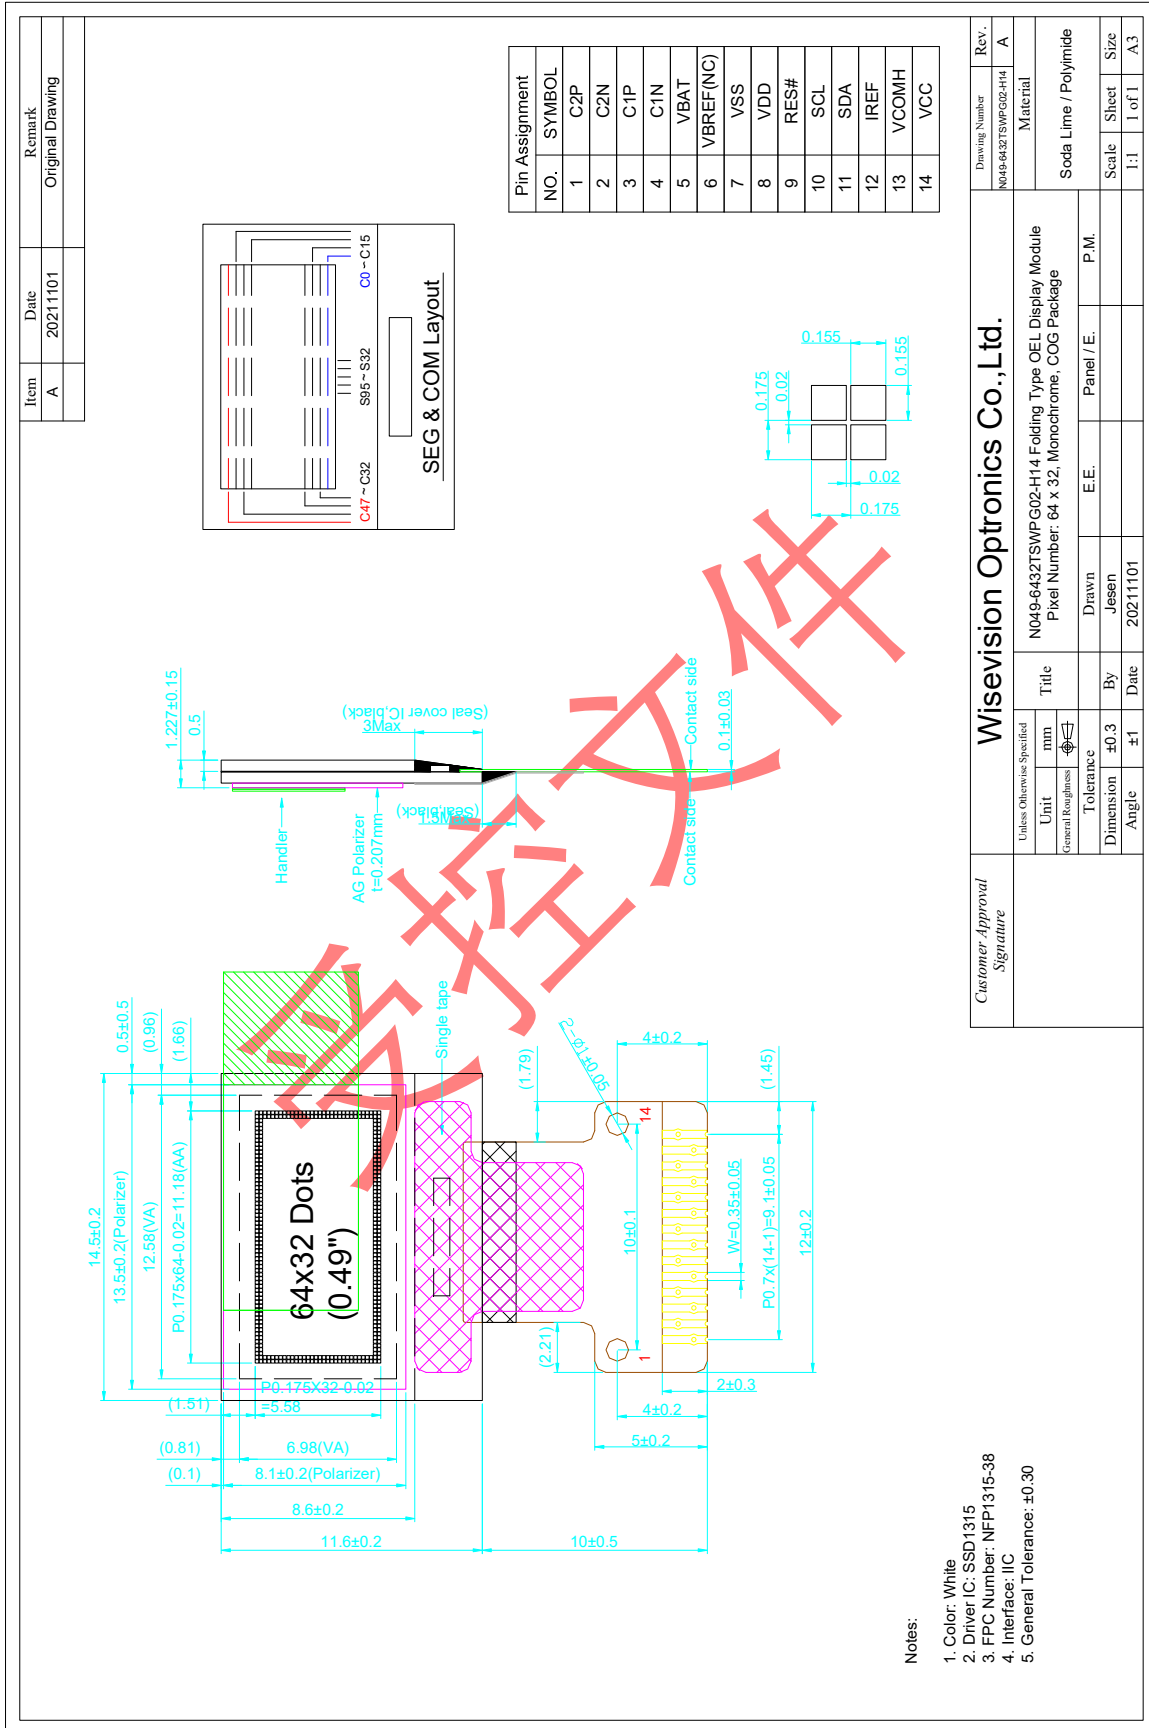 Item Date Remark
A 20211101 Original Drawing
C47 ~ C32 S95 ~ S32 C0 ~ C15
SEG & COM Layout
Pin Assignment
NO. SYMBOL
1 C2P
2 C2N
3 C1P
4 C1N
5 VBAT
6 VBREF(NC)
7 VSS
8 VDD
9 RES#
10 SCL
11 SDA
12 IREF
13 VCOMH
14 VCC
14.5±0.2
0.5±0.5
13.5±0.2(Polarizer)
(0.96)
12.58(VA)
(1.66)
P0.175x64-0.02=11.18(AA)
64x32 Dots
(0.49")
P0.175X32-0.02
=5.58
(1.51)
(0.81)
6.98(VA)
(0.1)
8.1±0.2(Polarizer)
8.6±0.2
11.6±0.2
10±0.5
Single tape
(1.79)
2-Ø1±0.05
4±0.2
(2.21)
10±0.1
1
14
W=0.35±0.05
(1.45)
P0.7x(14-1)=9.1±0.05
12±0.2
2±0.3
4±0.2
5±0.2
1.227±0.15
0.5
Handler
AG Polarizer
t=0.207mm
3Max
(Seal cover IC,black)
1.5Max
(Seal,black)
Contact side
Contact side
0.1±0.03
0.175
0.02
0.155
0.155
0.02
0.175
受控文件
Notes:
1. Color: White
2. Driver IC: SSD1315
3. FPC Number: NFP1315-38
4. Interface: IIC
5. General Tolerance: ±0.30
Customer Approval
Signature
Wisevision Optronics Co.,Ltd.
Drawing Number Rev.
N049-6432TSWPG02-H14 A
Unless Otherwise Specified
Unit mm
General Roughness
Tolerance
Dimension ±0.3
Angle ±1
Title
N049-6432TSWPG02-H14 Folding Type OEL Display Module
Pixel Number: 64 x 32, Monochrome, COG Package
Material
Soda Lime / Polyimide
Drawn E.E. Panel / E. P.M.
By Jesen
Date 20211101
Scale Sheet Size
1:1 1 of 1 A3